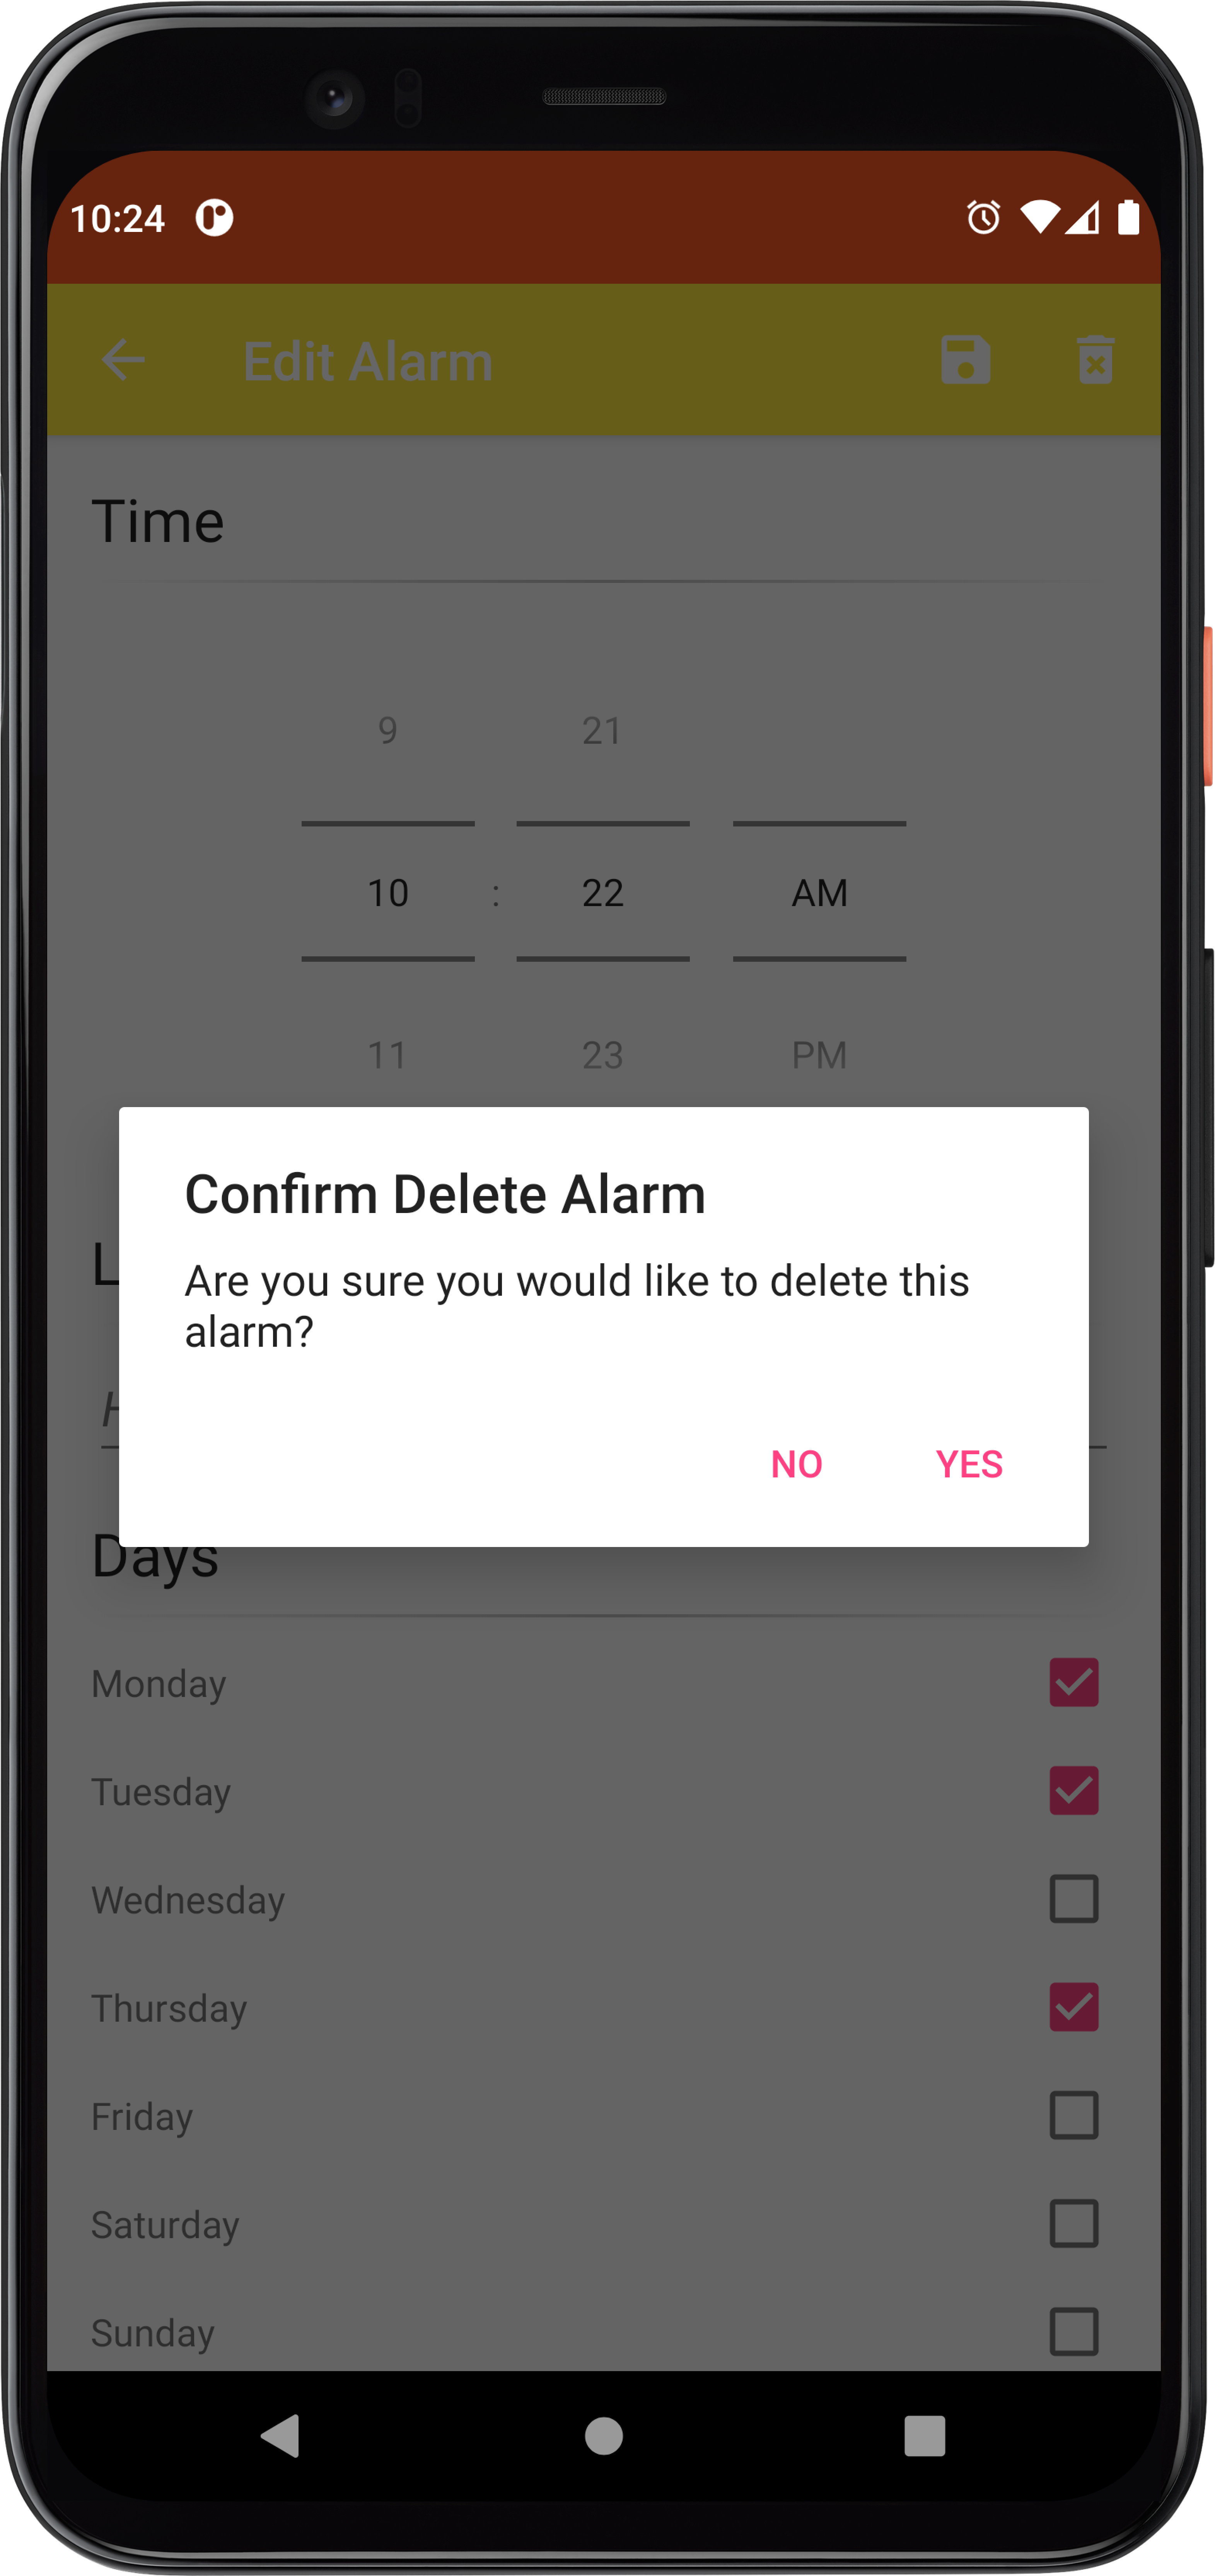 10:24
Edit Alarm
Time
9 21
10 : 22 AM
11 23 PM
Confirm Delete Alarm
Are you sure you would like to delete this
alarm?
NO YES
Days
Monday
Tuesday
Wednesday
Thursday
Friday
Saturday
Sunday